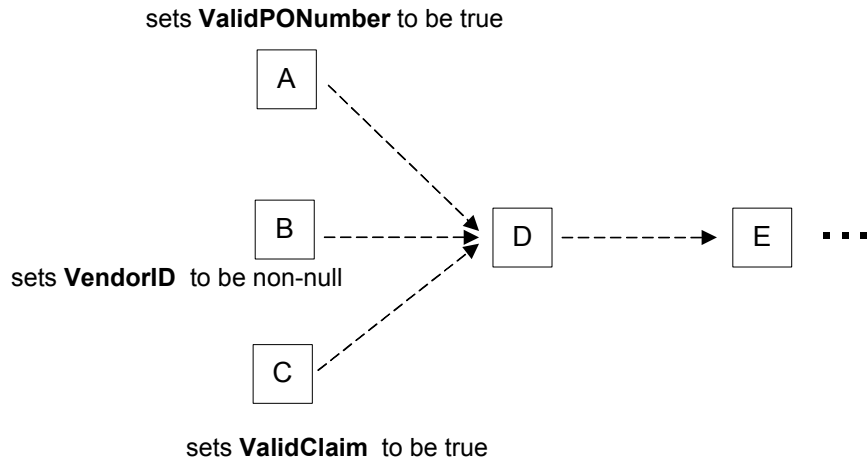 sets ValidPONumber to be true
A
B
D
E
...
sets VendorID to be non-null
C
sets ValidClaim to be true